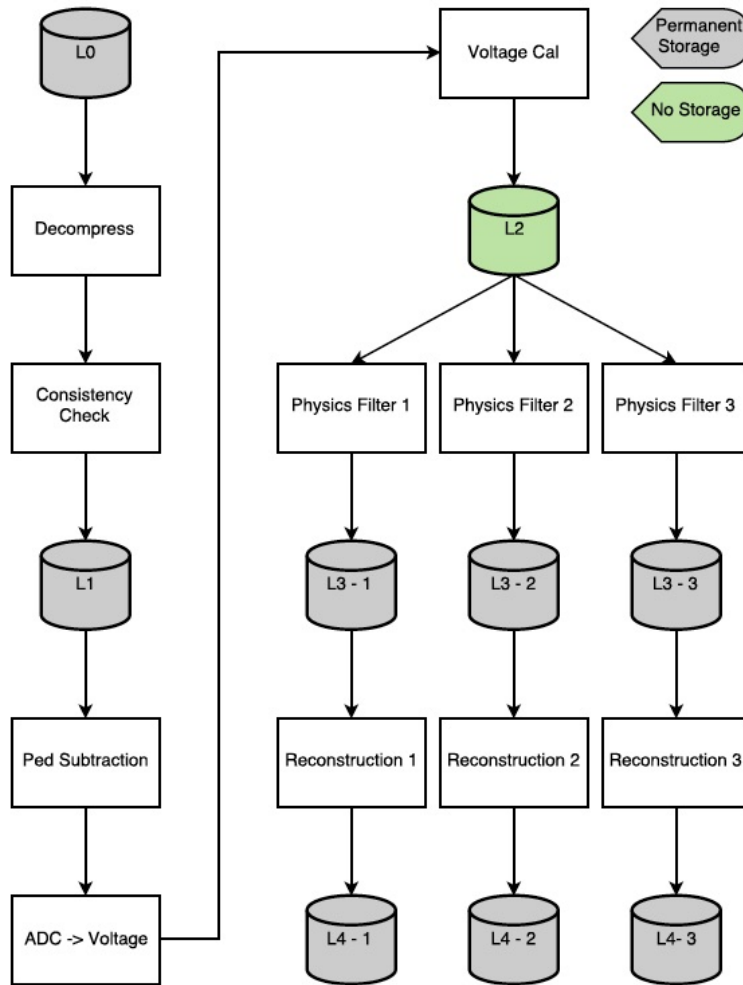 L0
Decompress
Consistency
Check
L1
Ped Subtraction
ADC -> Voltage
Voltage Cal
L2
Physics Filter 1
Physics Filter 2
Physics Filter 3
L3 - 1
L3 - 2
L3 - 3
Reconstruction 1
Reconstruction 2
Reconstruction 3
L4 - 1
L4 - 2
L4- 3
Permanent
Storage
No Storage